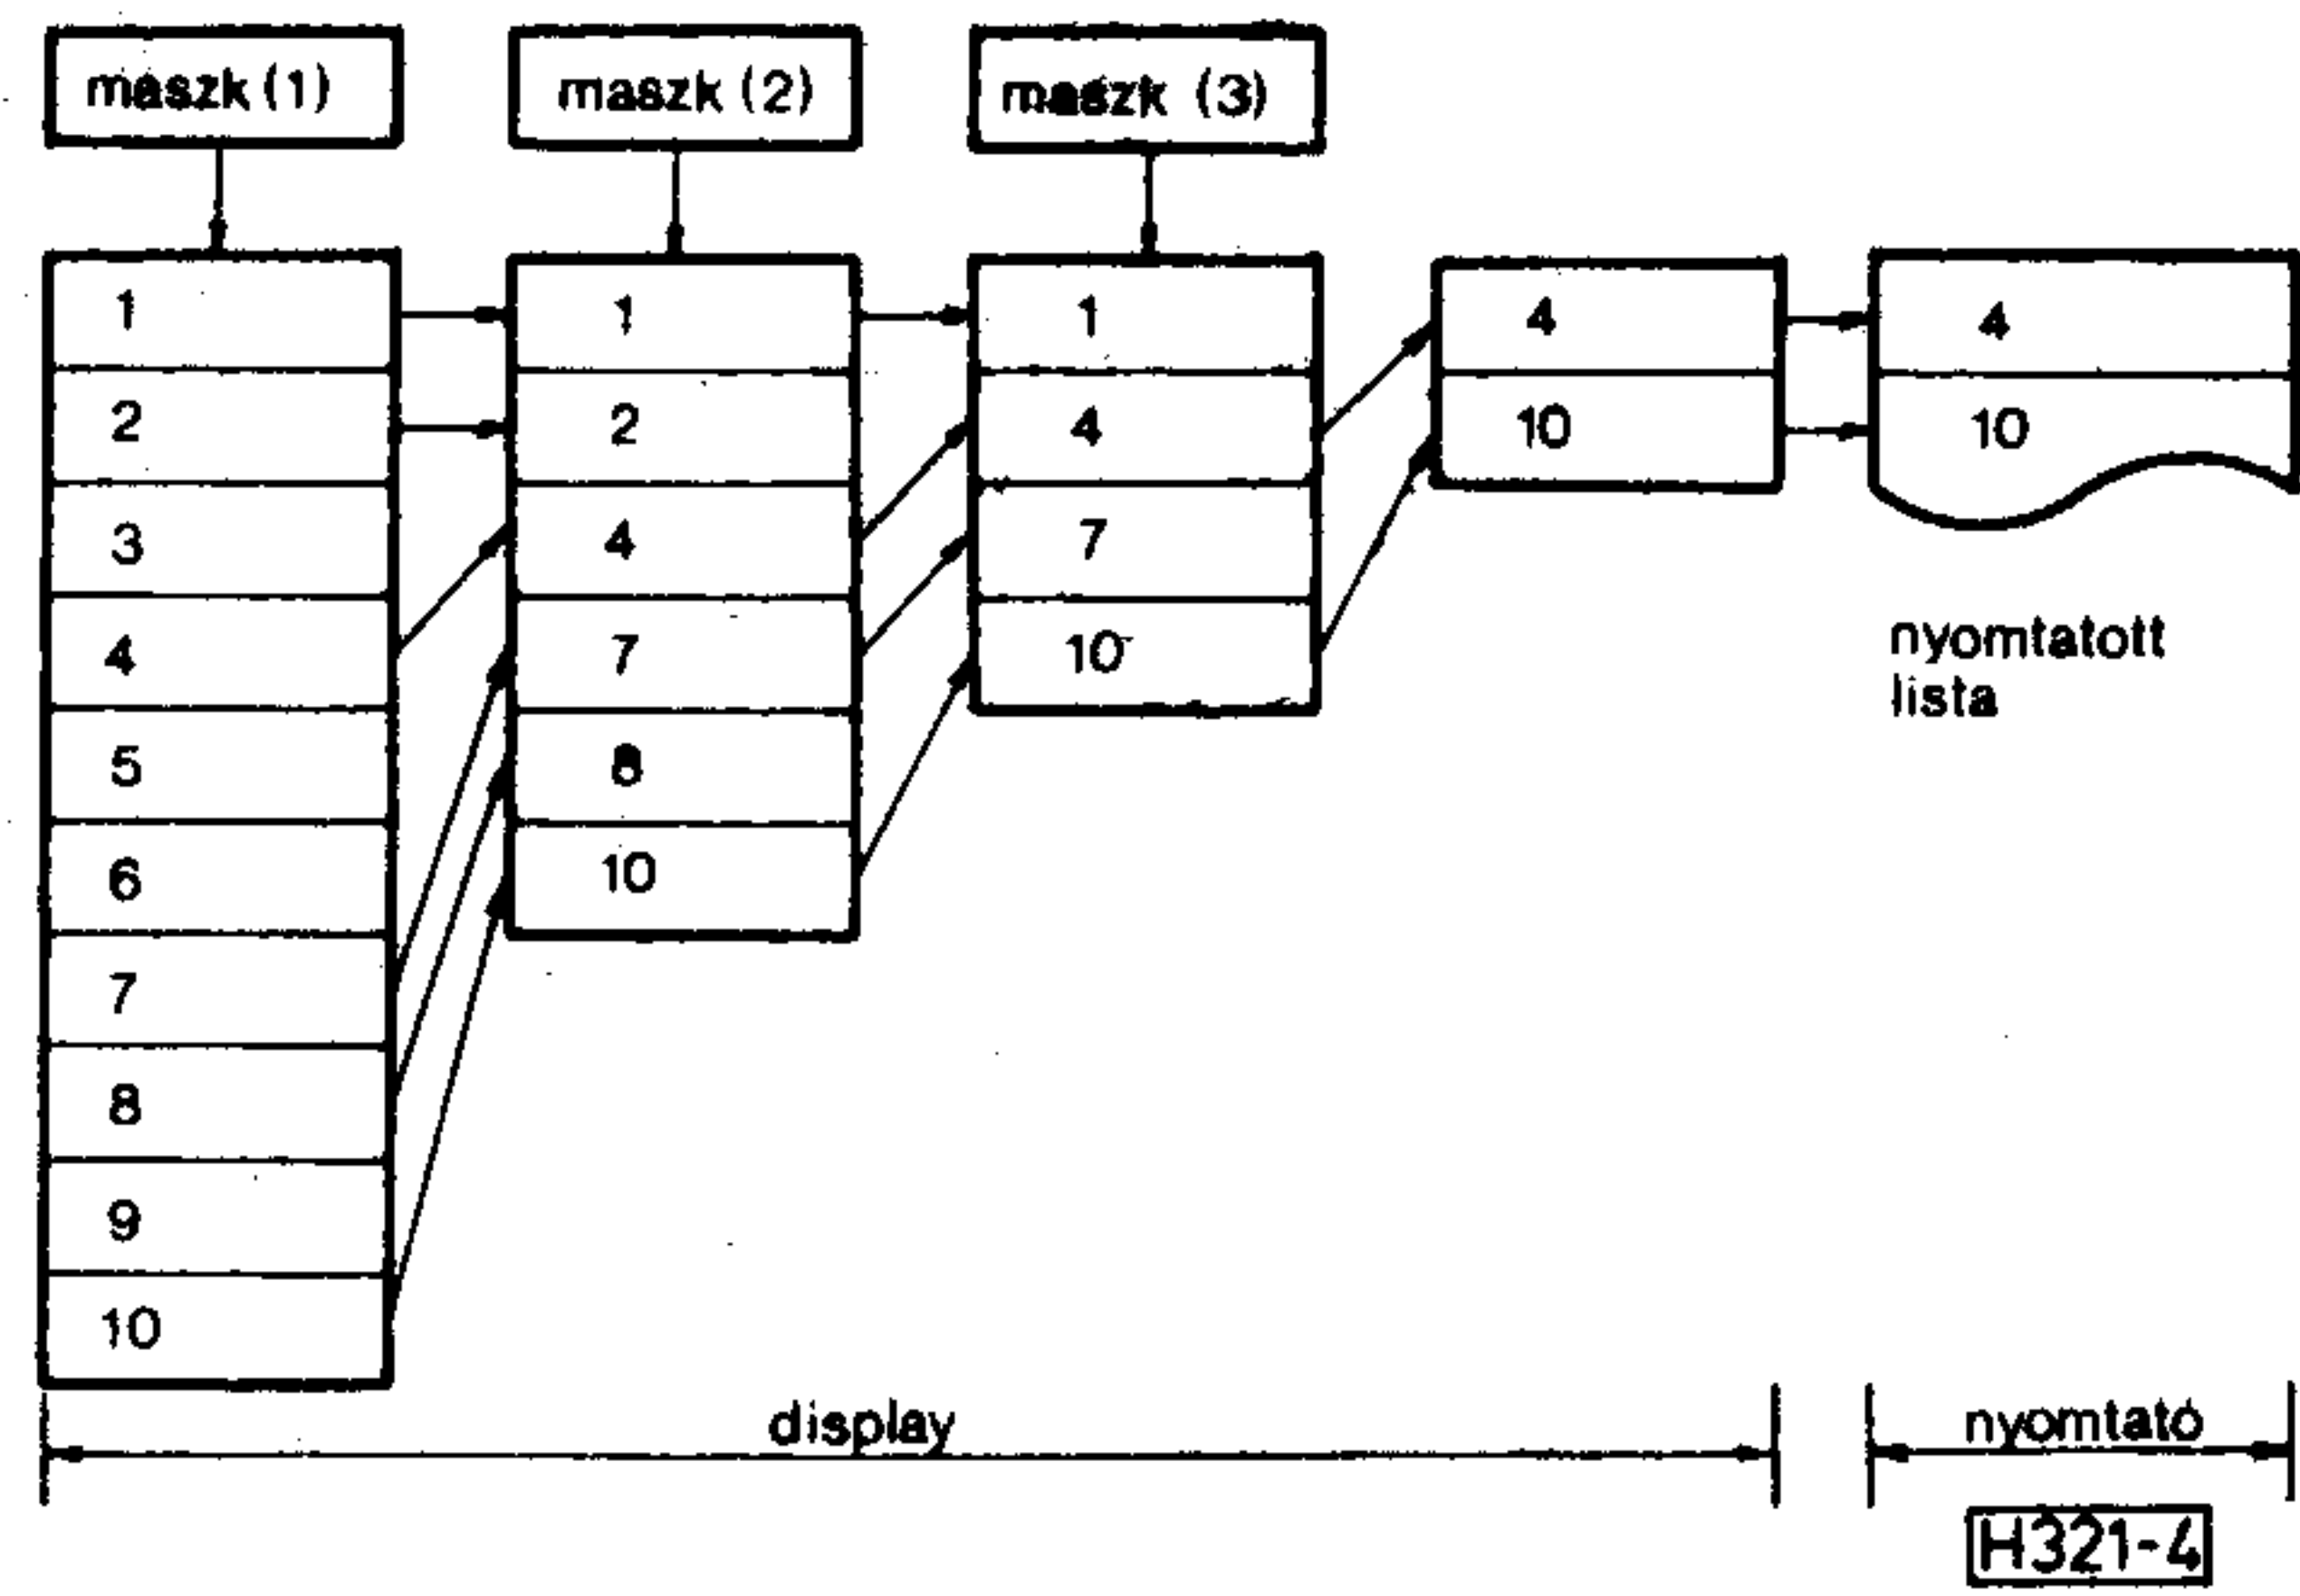 maszk (1) maszk (2) maszk (3)
1 1 1 4 4
2 2 4 10 10
3 4 7
4 7 10
nyomtatott
lista
5 8
6 10
7
8
9
10
display nyomtató
H321-4